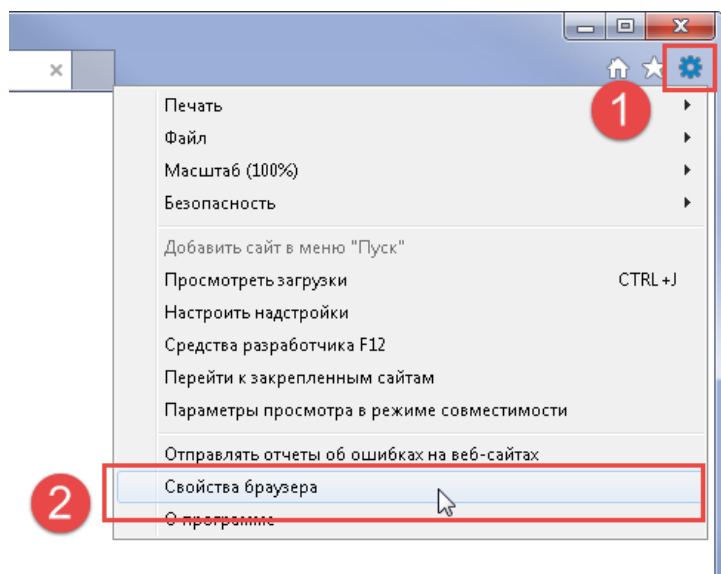 1
Печать
Файл
Масштаб (100%)
Безопасность
Добавить сайт в меню "Пуск"
Просмотреть загрузки CTRL+J
Настроить надстройки
Средства разработчика F12
Перейти к закрепленным сайтам
Параметры просмотра в режиме совместимости
Отправлять отчеты об ошибках на веб-сайтах
2 Свойства браузера
О программе